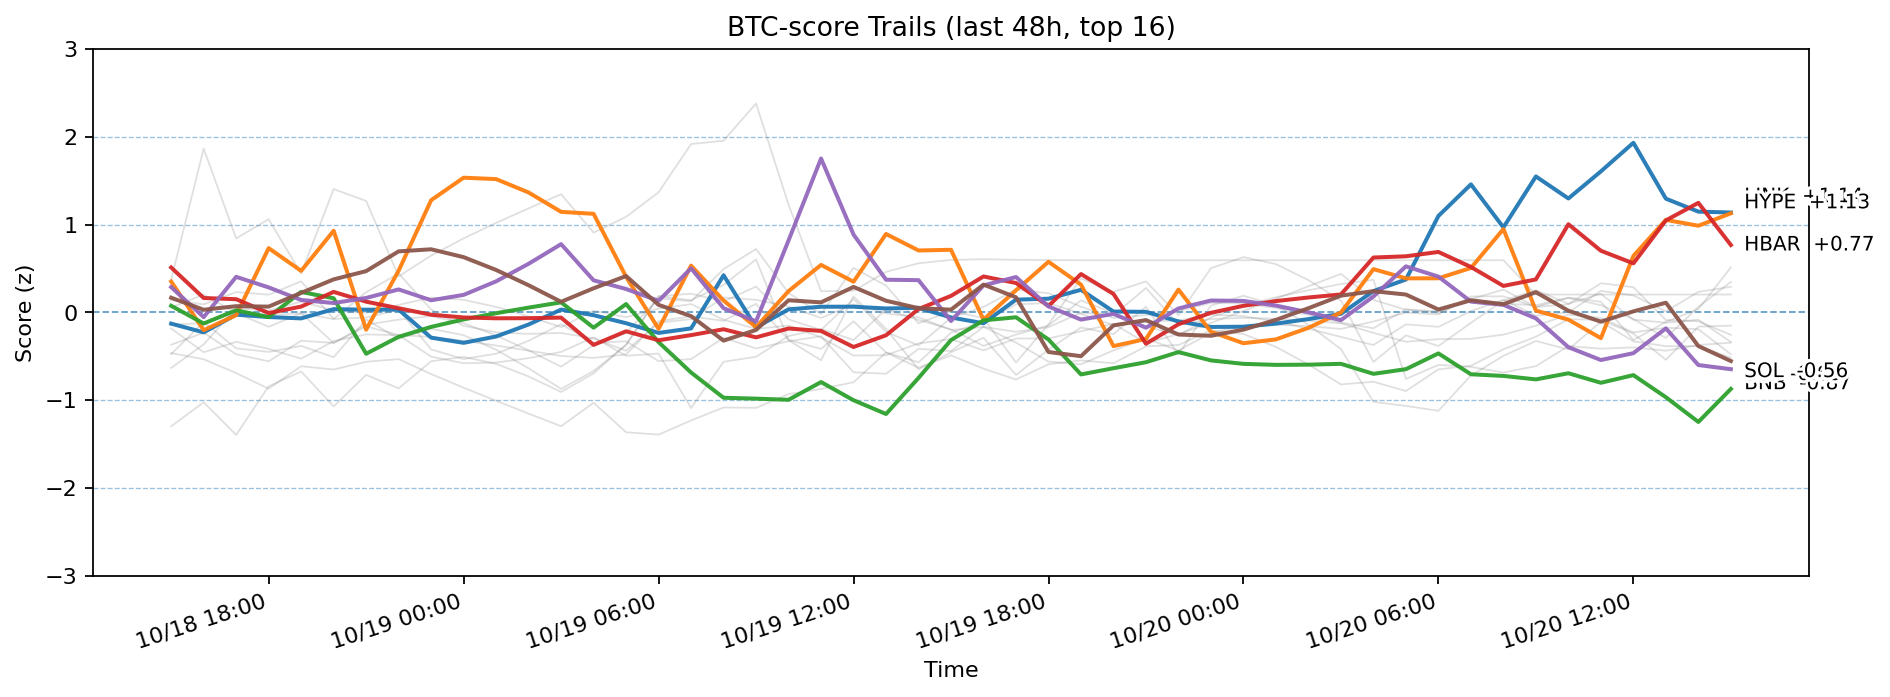 BTC-score Trails (last 48h, top 16)
Score (z)
3
2
1
0
−1
−2
−3
HYPE +1.13
HBAR +0.77
SOL -0.56
BNB -0.87
10/18 18:00
10/19 00:00
10/19 06:00
10/19 12:00
10/19 18:00
10/20 00:00
10/20 06:00
10/20 12:00
Time